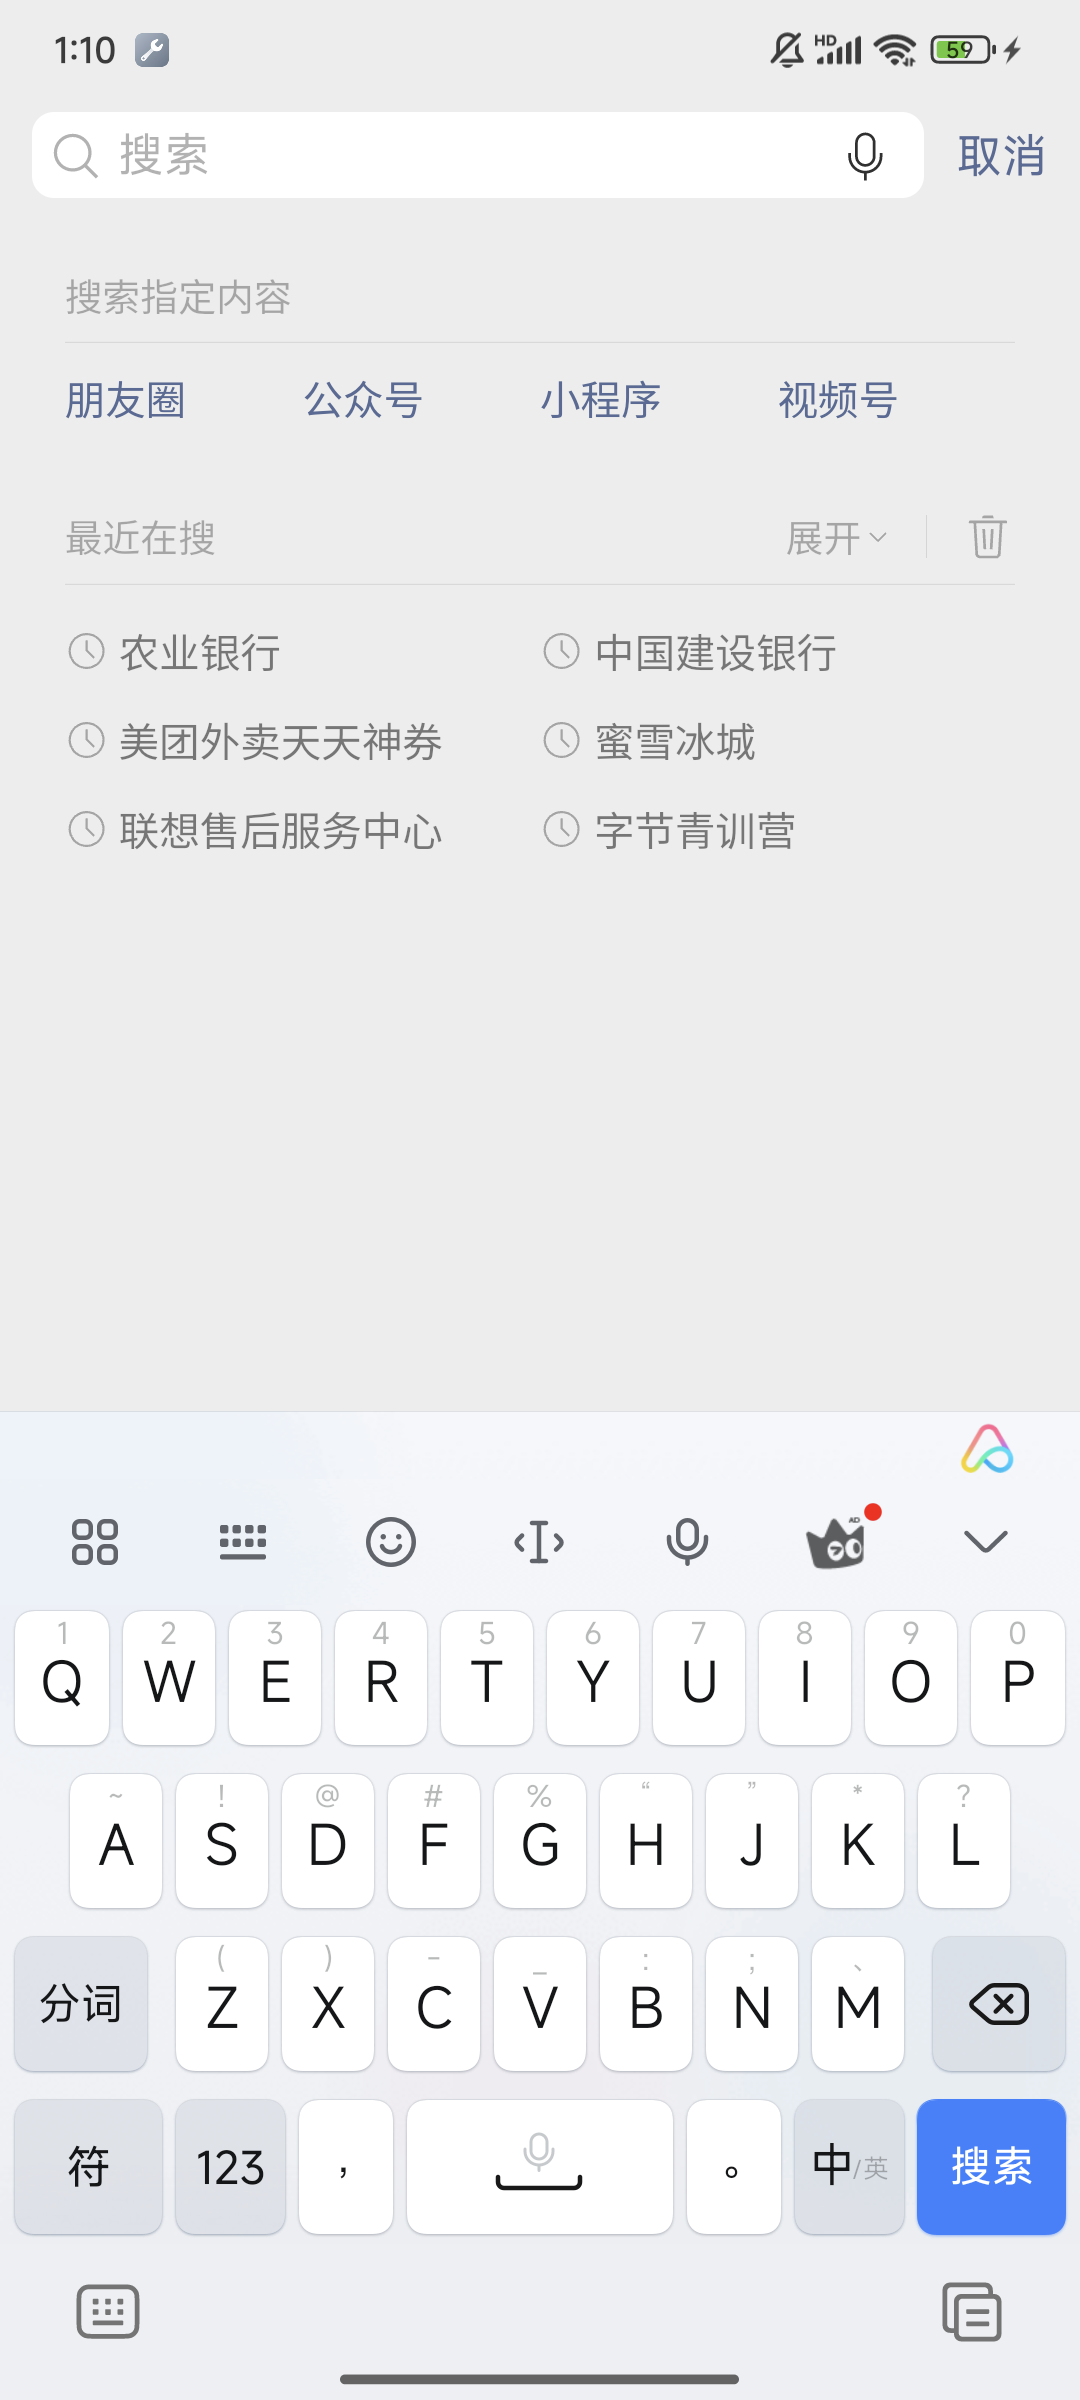 1:10 HD 59
搜索 取消
搜索指定内容
朋友圈 公众号 小程序 视频号
最近在搜 展开
农业银行 中国建设银行
美团外卖天天神券 蜜雪冰城
联想售后服务中心 字节青训营
AD
1 2 3 4 5 6 7 8 9 0
Q W E R T Y U I O P
~ ! @ # % “ ” * ?
A S D F G H J K L
( ) - _ : ; 、
分词 Z X C V B N M
符 123 , 。 中/英 搜索